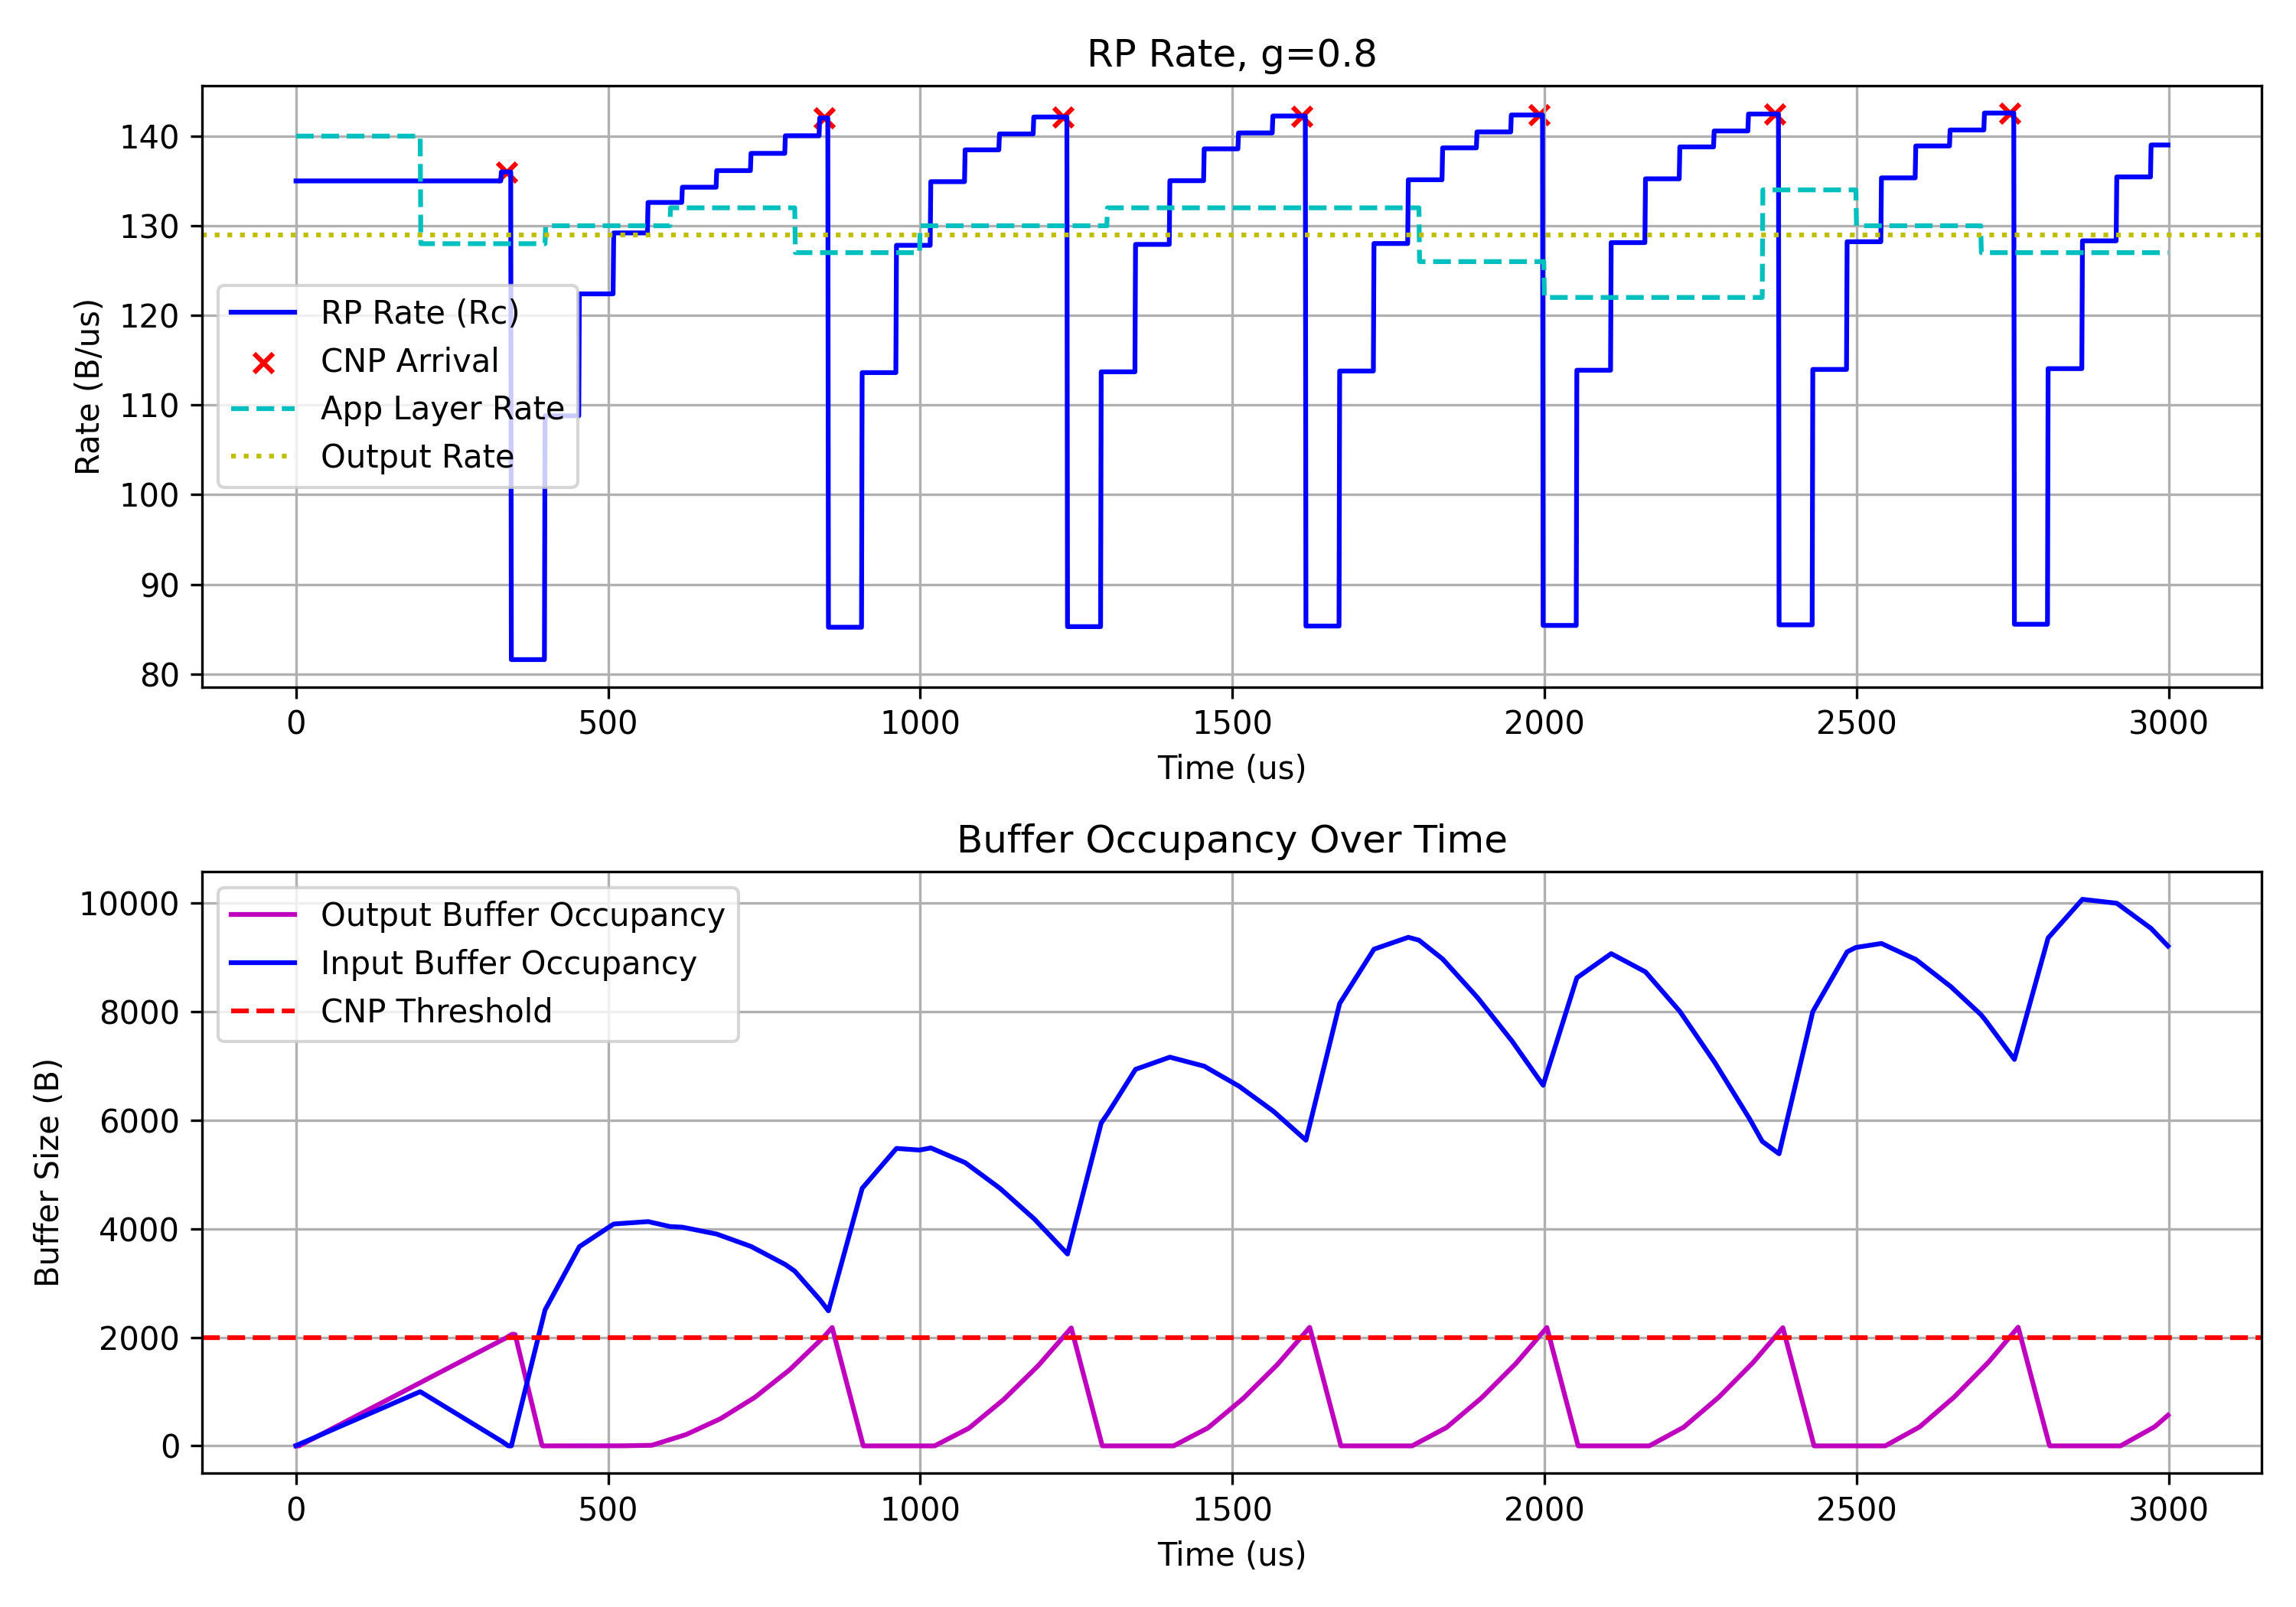 RP Rate, g=0.8
Rate (B/us)
140
130
120
110
100
90
80
RP Rate (Rc)
CNP Arrival
App Layer Rate
Output Rate
0 500 1000 1500 2000 2500 3000
Time (us)
Buffer Occupancy Over Time
Buffer Size (B)
10000
8000
6000
4000
2000
0
Output Buffer Occupancy
Input Buffer Occupancy
CNP Threshold
0 500 1000 1500 2000 2500 3000
Time (us)